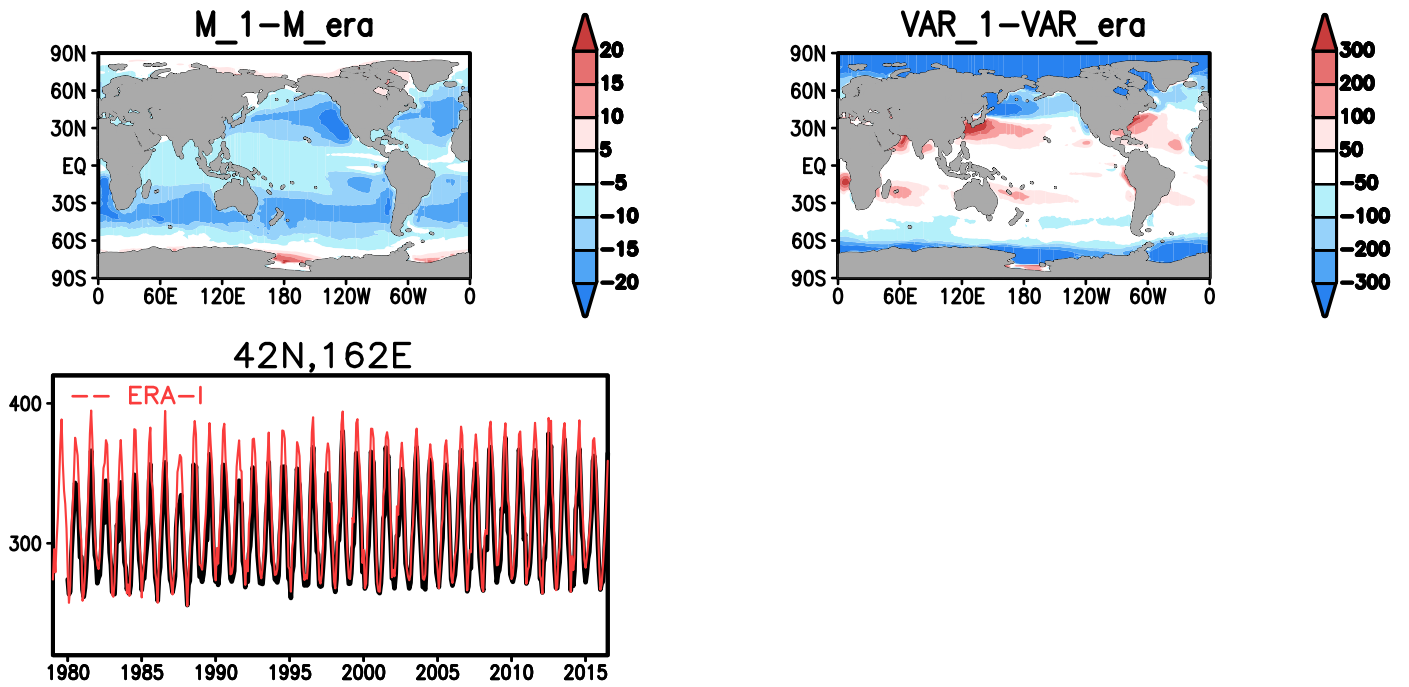 M_1-M_era
90N
60N
30N
EQ
30S
60S
90S
0 60E 120E 180 120W 60W 0
20
15
10
5
-5
-10
-15
-20
VAR_1-VAR_era
90N
60N
30N
EQ
30S
60S
90S
0 60E 120E 180 120W 60W 0
300
200
100
50
-50
-100
-200
-300
42N,162E
ERA-I
400
300
1980 1985 1990 1995 2000 2005 2010 2015